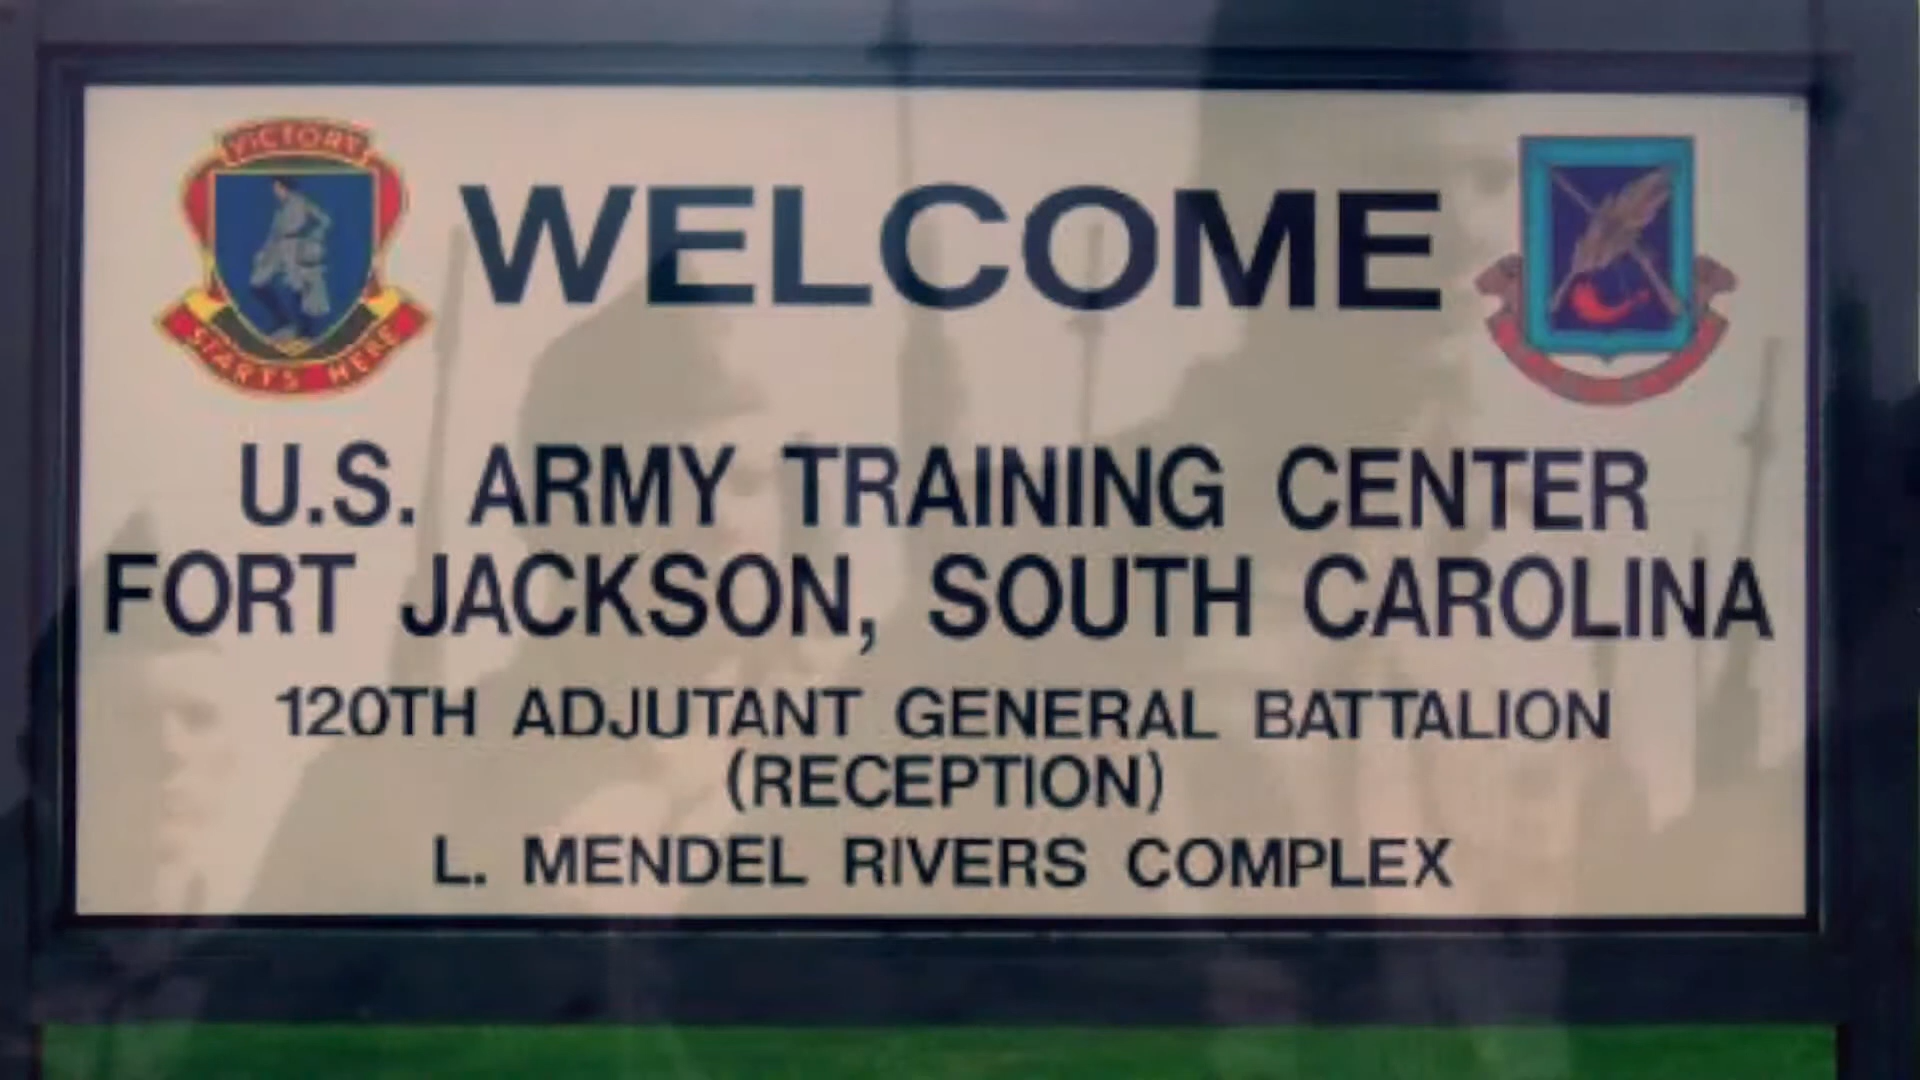 VICTORY
STARTS HERE
WELCOME
U.S. ARMY TRAINING CENTER
FORT JACKSON, SOUTH CAROLINA
120TH ADJUTANT GENERAL BATTALION
(RECEPTION)
L. MENDEL RIVERS COMPLEX